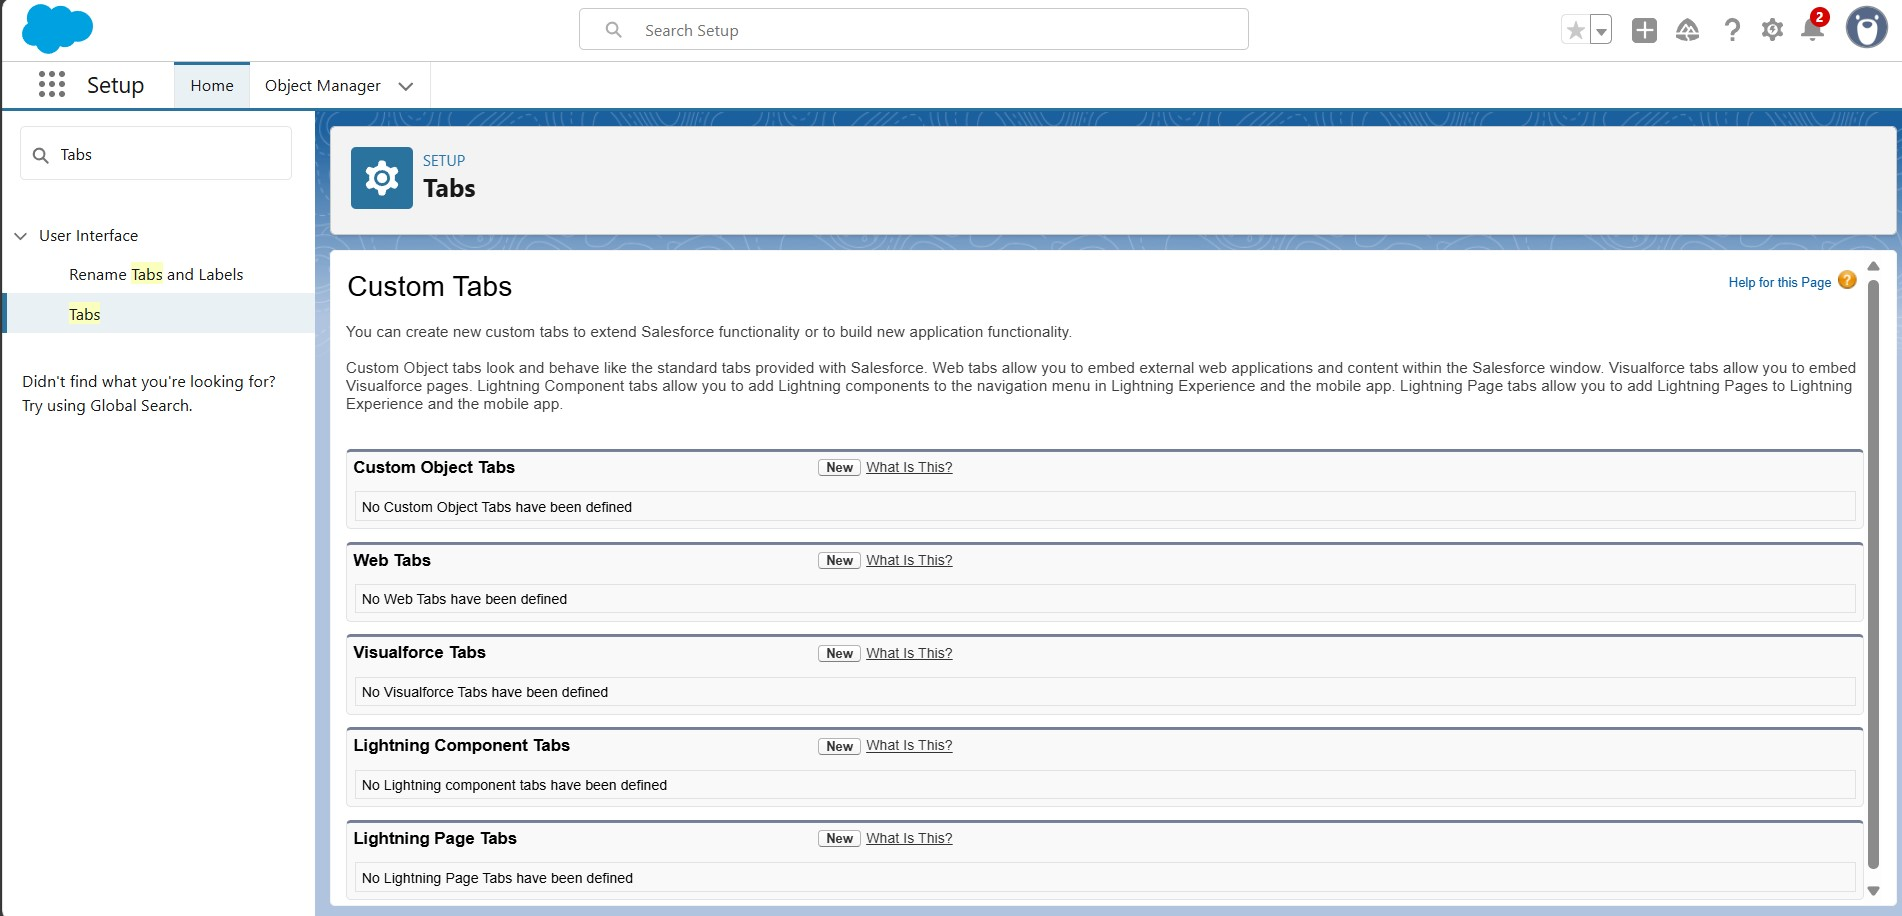 Search Setup
2
Setup
Home
Object Manager
Tabs
User Interface
Rename Tabs and Labels
Tabs
Didn't find what you're looking for?
Try using Global Search.
SETUP
Tabs
Custom Tabs
Help for this Page ?
You can create new custom tabs to extend Salesforce functionality or to build new application functionality.
Custom Object tabs look and behave like the standard tabs provided with Salesforce. Web tabs allow you to embed external web applications and content within the Salesforce window. Visualforce tabs allow you to embed
Visualforce pages. Lightning Component tabs allow you to add Lightning components to the navigation menu in Lightning Experience and the mobile app. Lightning Page tabs allow you to add Lightning Pages to Lightning
Experience and the mobile app.
Custom Object Tabs New What Is This?
No Custom Object Tabs have been defined
Web Tabs New What Is This?
No Web Tabs have been defined
Visualforce Tabs New What Is This?
No Visualforce Tabs have been defined
Lightning Component Tabs New What Is This?
No Lightning component tabs have been defined
Lightning Page Tabs New What Is This?
No Lightning Page Tabs have been defined